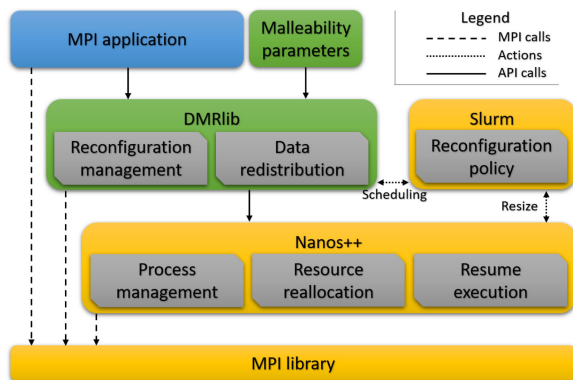 MPI application
Malleability
parameters
Legend
MPI calls
Actions
API calls
DMRlib
Reconfiguration
management
Data
redistribution
Slurm
Reconfiguration
policy
Scheduling
Resize
Nanos++
Process
management
Resource
reallocation
Resume
execution
MPI library